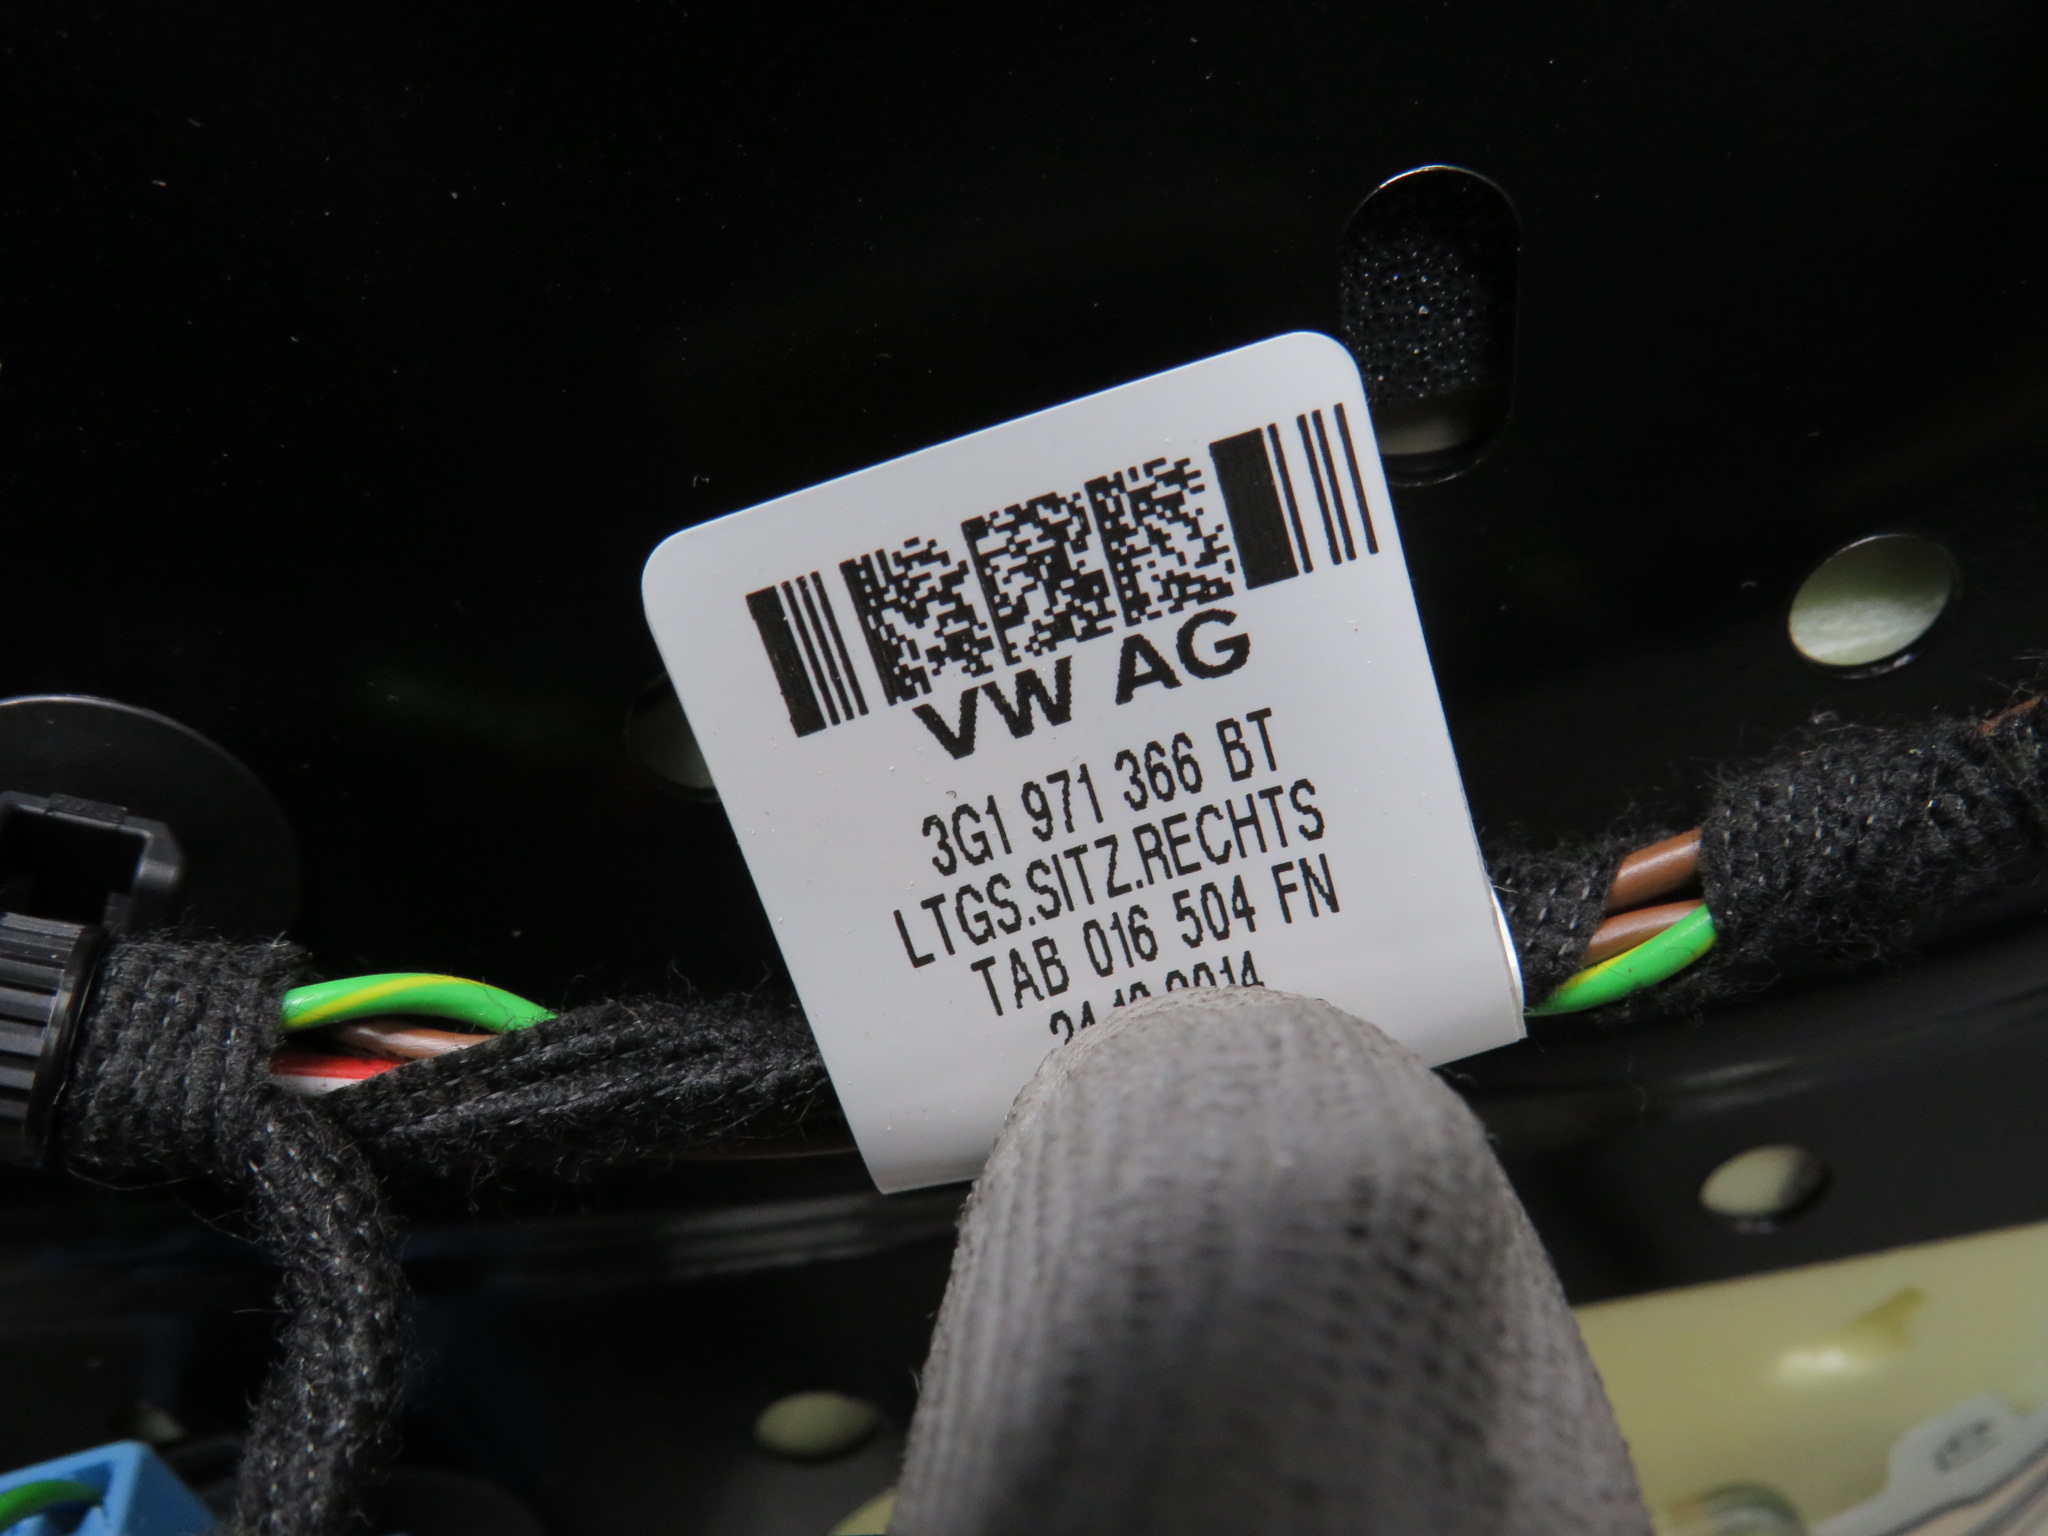 VW AG
3G1 971 366 BT
LTGS.SITZ.RECHTS
TAB 016 504 FN